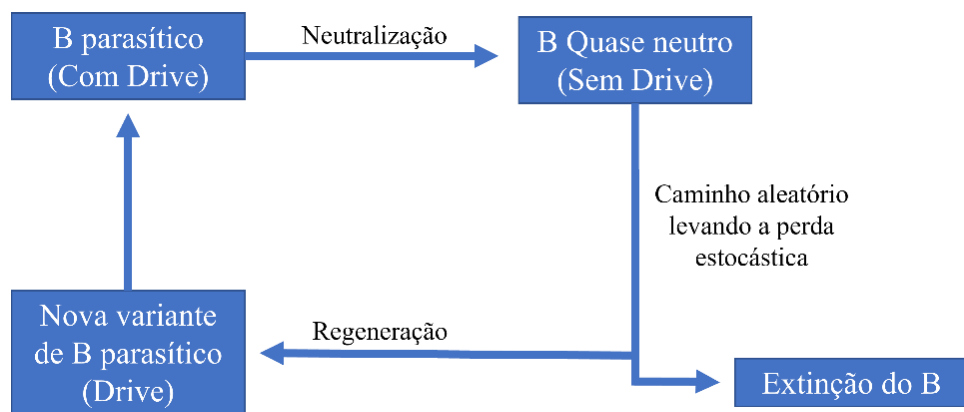 B parasítico
(Com Drive)
Neutralização
B Quase neutro
(Sem Drive)
Caminho aleatório
levando a perda
estocástica
Nova variante
de B parasítico
(Drive)
Regeneração
Extinção do B